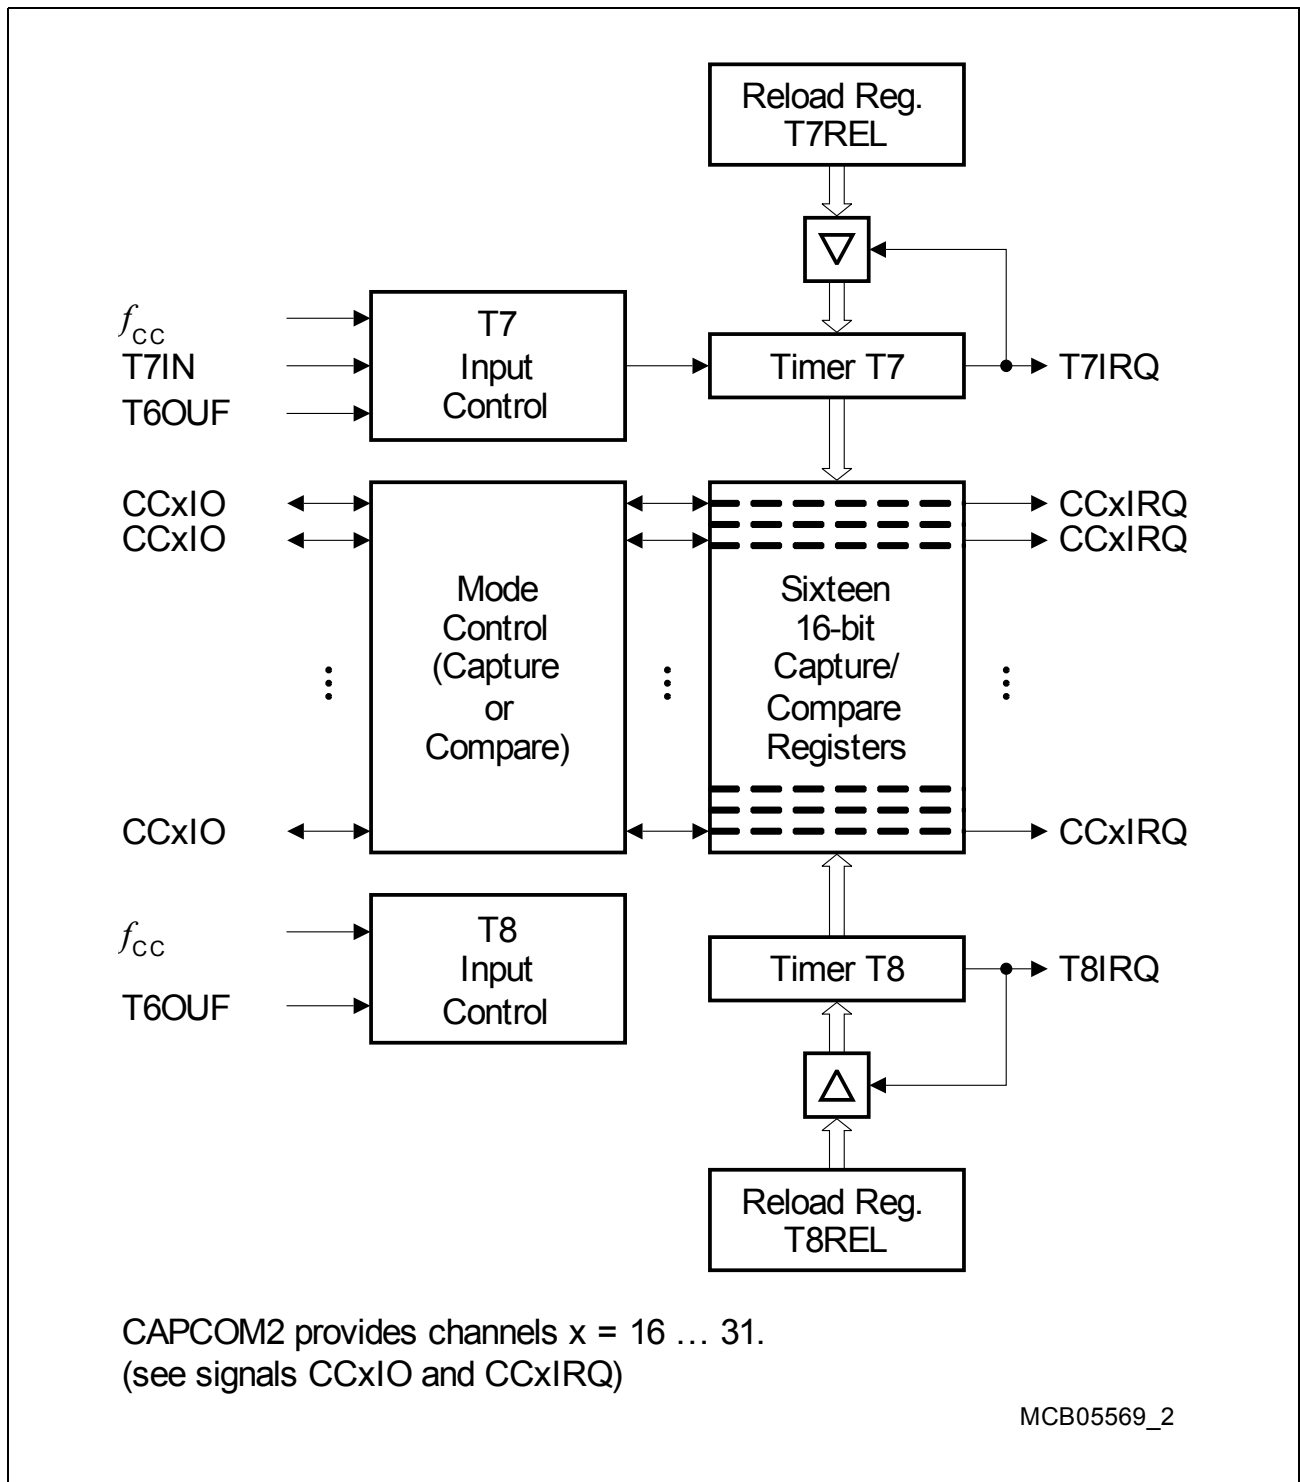 Reload Reg.
T7REL
fCC
T7IN
T6OUF
T7
Input
Control
Timer T7
T7IRQ
CCxIO
CCxIO
CCxIO
Mode
Control
(Capture
or
Compare)
Sixteen
16-bit
Capture/
Compare
Registers
CCxIRQ
CCxIRQ
CCxIRQ
fCC
T6OUF
T8
Input
Control
Timer T8
T8IRQ
Reload Reg.
T8REL
CAPCOM2 provides channels x = 16 … 31.
(see signals CCxIO and CCxIRQ)
MCB05569_2